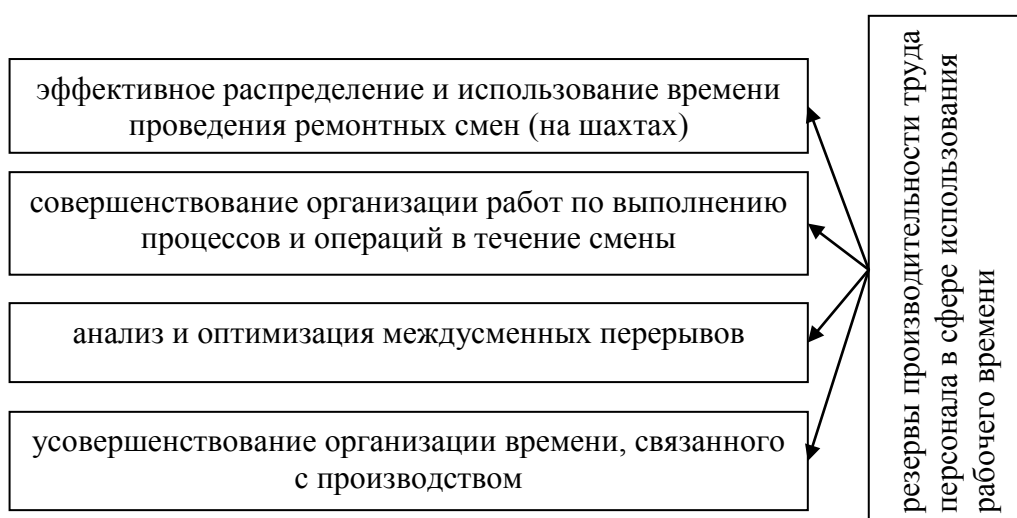 эффективное распределение и использование времени
проведения ремонтных смен (на шахтах)
совершенствование организации работ по выполнению
процессов и операций в течение смены
анализ и оптимизация междусменных перерывов
усовершенствование организации времени, связанного
с производством
резервы производительности труда
персонала в сфере использования
рабочего времени